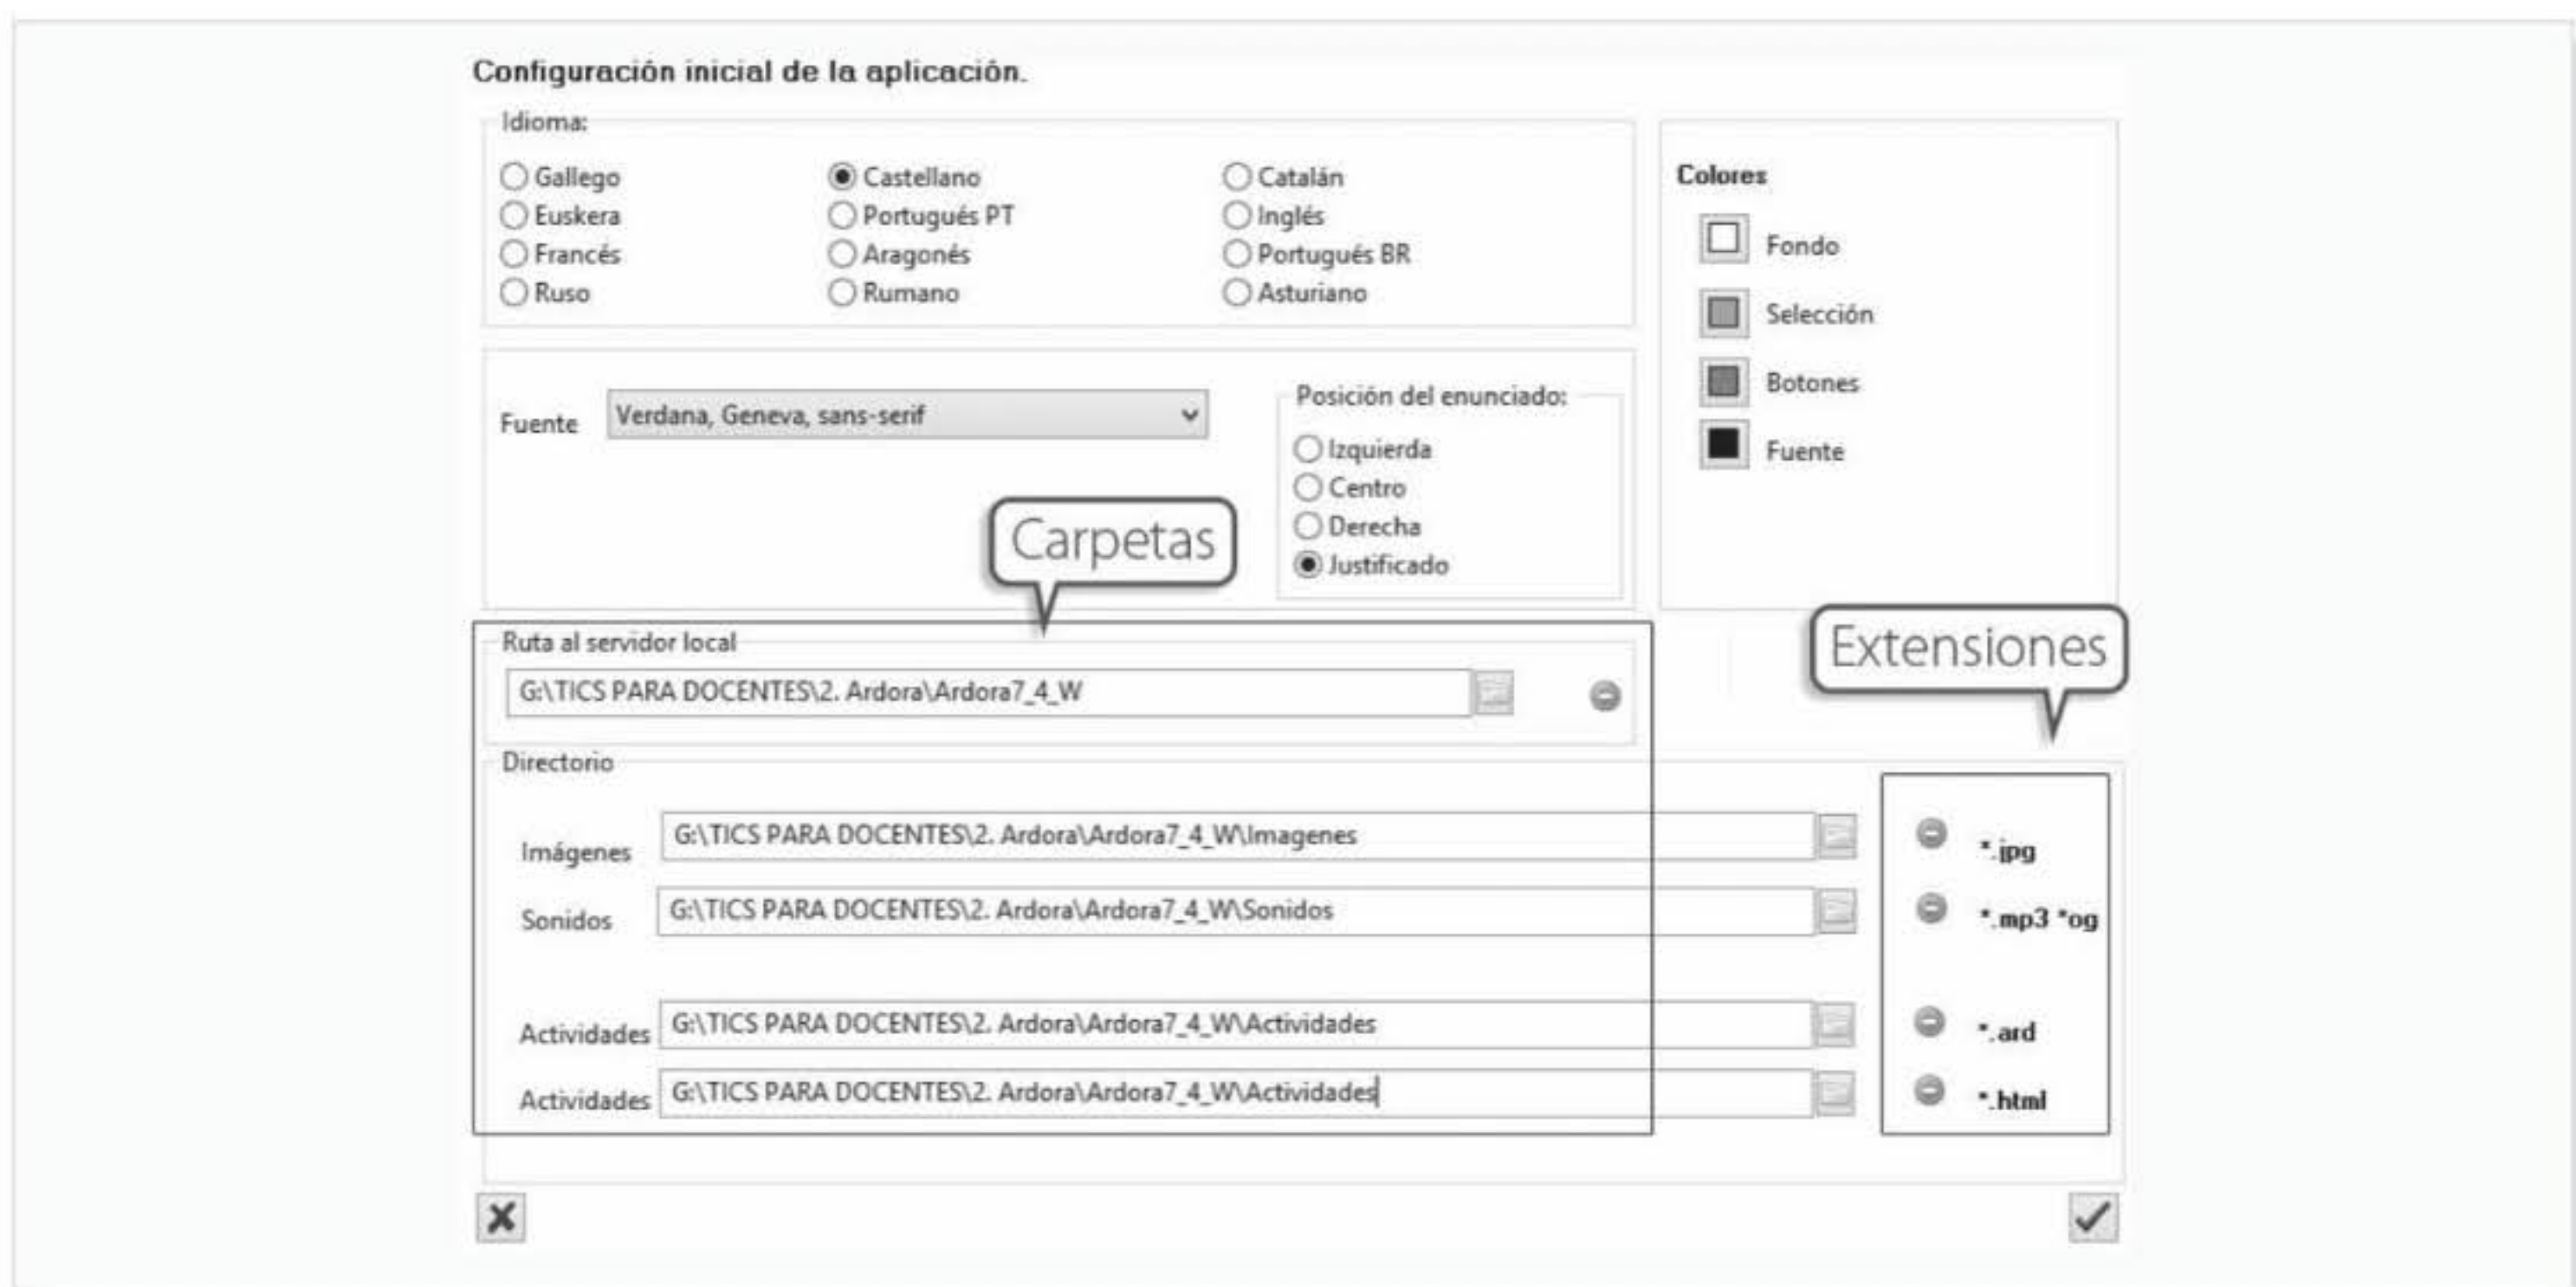 Configuración inicial de la aplicación.
Idioma:
Gallego Castellano Catalán
Euskera Portugués PT Inglés
Francés Aragonés Portugués BR
Ruso Rumano Asturiano
Colores
Fondo
Selección
Botones
Fuente
Fuente Verdana, Geneva, sans-serif
Posición del enunciado:
Izquierda
Centro
Derecha
Justificado
Carpetas
Extensiones
Ruta al servidor local
G:\TICS PARA DOCENTES\2. Ardora\Ardora7_4_W
Directorio
Imágenes G:\TICS PARA DOCENTES\2. Ardora\Ardora7_4_W\Imagenes *.jpg
Sonidos G:\TICS PARA DOCENTES\2. Ardora\Ardora7_4_W\Sonidos *.mp3 *og
Actividades G:\TICS PARA DOCENTES\2. Ardora\Ardora7_4_W\Actividades *.ard
Actividades G:\TICS PARA DOCENTES\2. Ardora\Ardora7_4_W\Actividades *.html